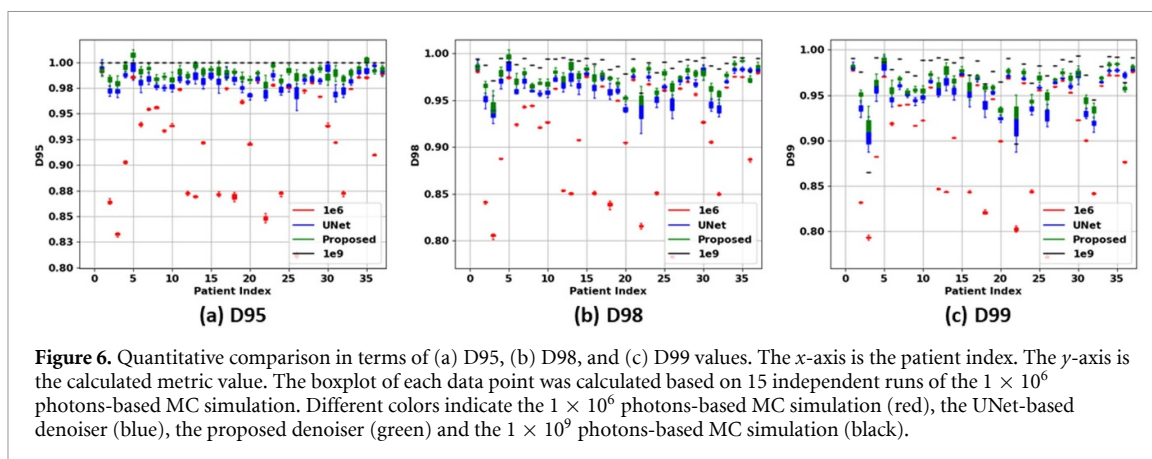 1.00
0.98
0.95
0.93
0.90
0.88
0.85
0.83
0.80
D95
0 5 10 15 20 25 30 35
Patient Index
1e6
UNet
Proposed
1e9
(a) D95
1.00
0.95
0.90
0.85
0.80
D98
0 5 10 15 20 25 30 35
Patient Index
1e6
UNet
Proposed
1e9
(b) D98
1.00
0.95
0.90
0.85
0.80
D99
0 5 10 15 20 25 30 35
Patient Index
1e6
UNet
Proposed
1e9
(c) D99
Figure 6. Quantitative comparison in terms of (a) D95, (b) D98, and (c) D99 values. The x-axis is the patient index. The y-axis is
the calculated metric value. The boxplot of each data point was calculated based on 15 independent runs of the 1 × 10⁶
photons-based MC simulation. Different colors indicate the 1 × 10⁶ photons-based MC simulation (red), the UNet-based
denoiser (blue), the proposed denoiser (green) and the 1 × 10⁹ photons-based MC simulation (black).